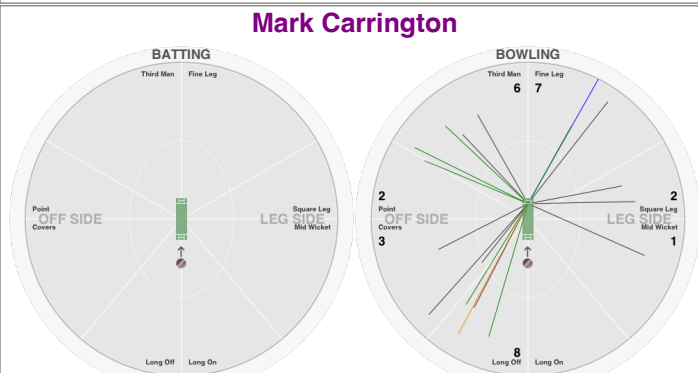 Mark Carrington
BATTING
Third Man Fine Leg
Point
OFF SIDE
Covers
Square Leg
LEG SIDE
Mid Wicket
Long Off Long On
BOWLING
Third Man Fine Leg
6 7
2
Point
OFF SIDE
Covers
3
2
Square Leg
LEG SIDE
Mid Wicket
1
8
Long Off Long On